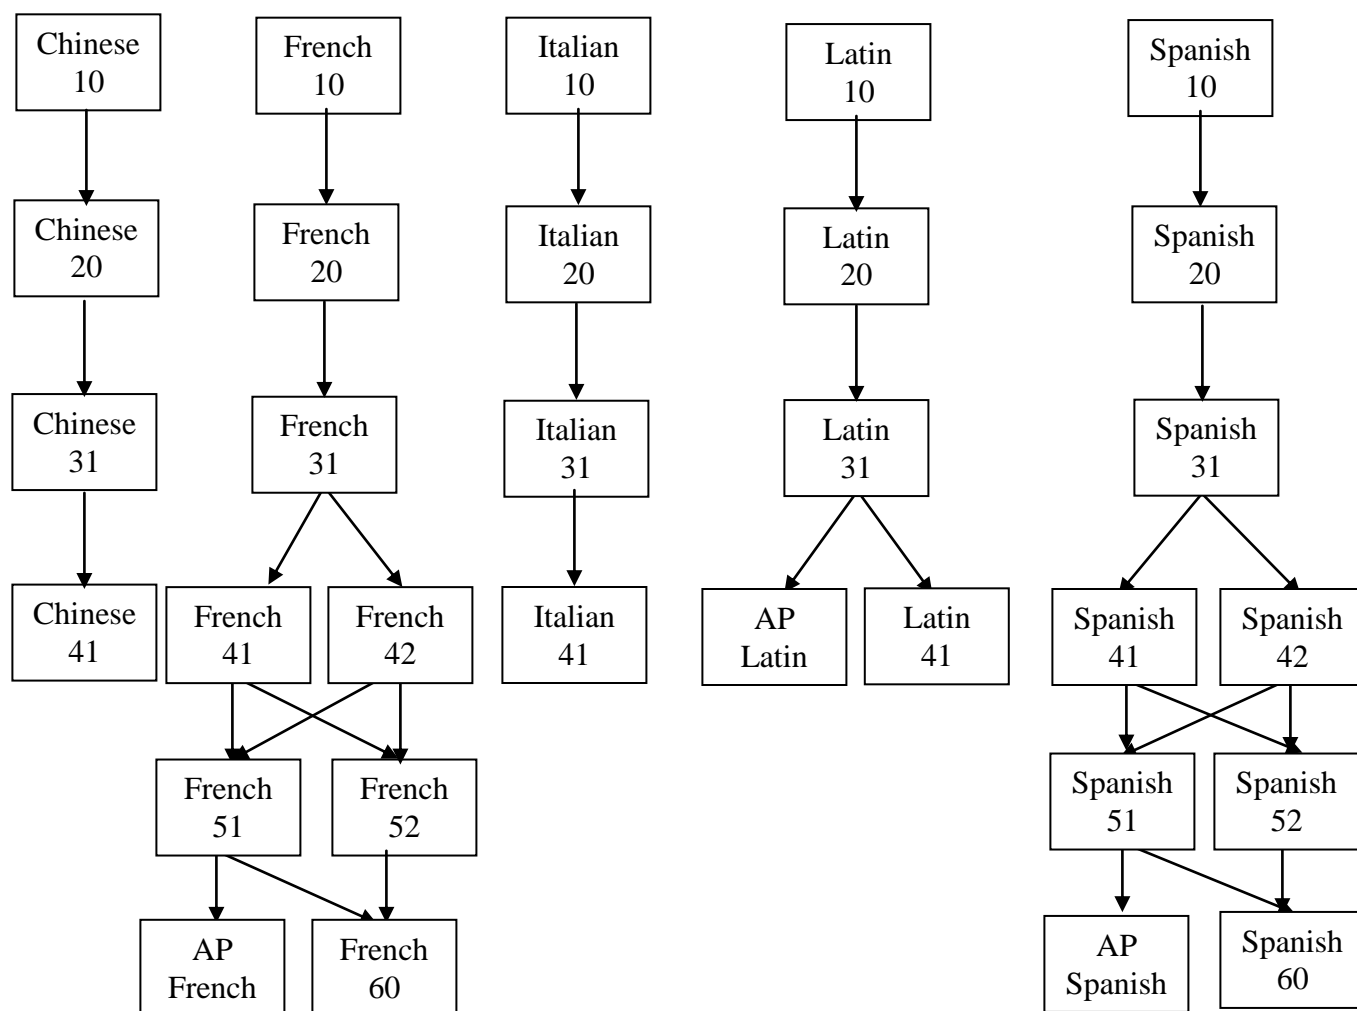 Chinese
10
French
10
Italian
10
Latin
10
Spanish
10
Chinese
20
French
20
Italian
20
Latin
20
Spanish
20
Chinese
31
French
31
Italian
31
Latin
31
Spanish
31
Chinese
41
French
41
French
42
Italian
41
AP
Latin
Latin
41
Spanish
41
Spanish
42
French
51
French
52
Spanish
51
Spanish
52
AP
French
French
60
AP
Spanish
Spanish
60